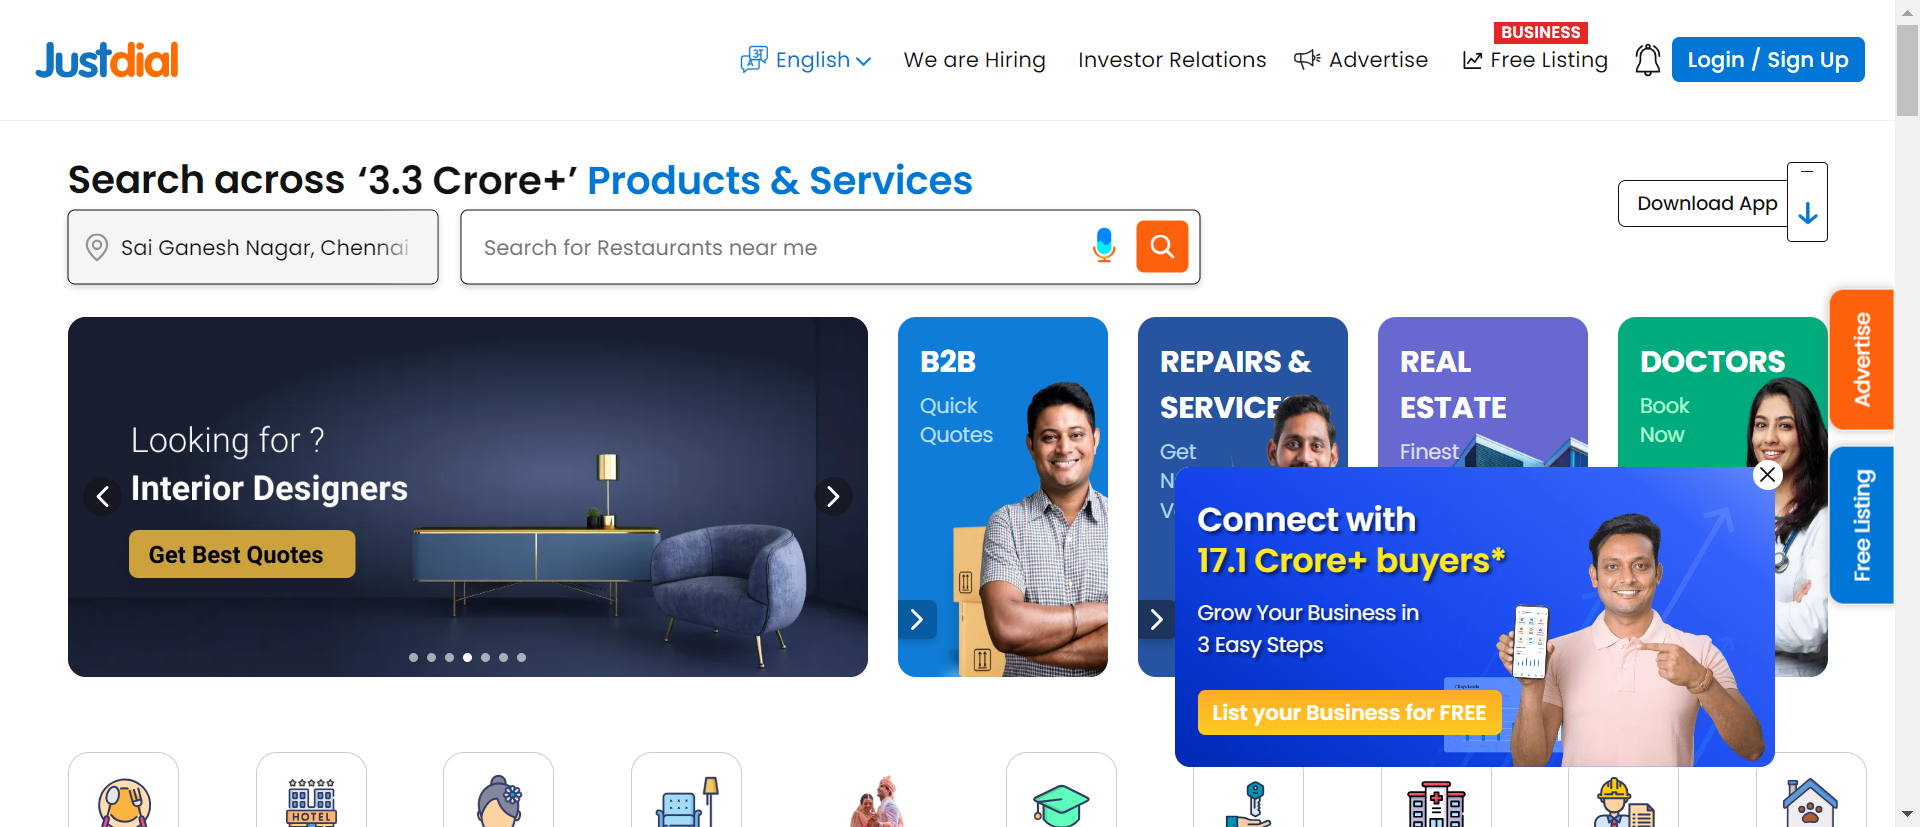 Justdial
English
We are Hiring
Investor Relations
Advertise
BUSINESS
Free Listing
Login / Sign Up
Search across ‘3.3 Crore+’ Products & Services
Download App
Sai Ganesh Nagar, Chennai
Search for Restaurants near me
Looking for ?
Interior Designers
Get Best Quotes
B2B
Quick
Quotes
REPAIRS &
SERVICES
Get
N
V
REAL
ESTATE
Finest
DOCTORS
Book
Now
Advertise
Free Listing
Connect with
17.1 Crore+ buyers*
Grow Your Business in
3 Easy Steps
List your Business for FREE
HOTEL